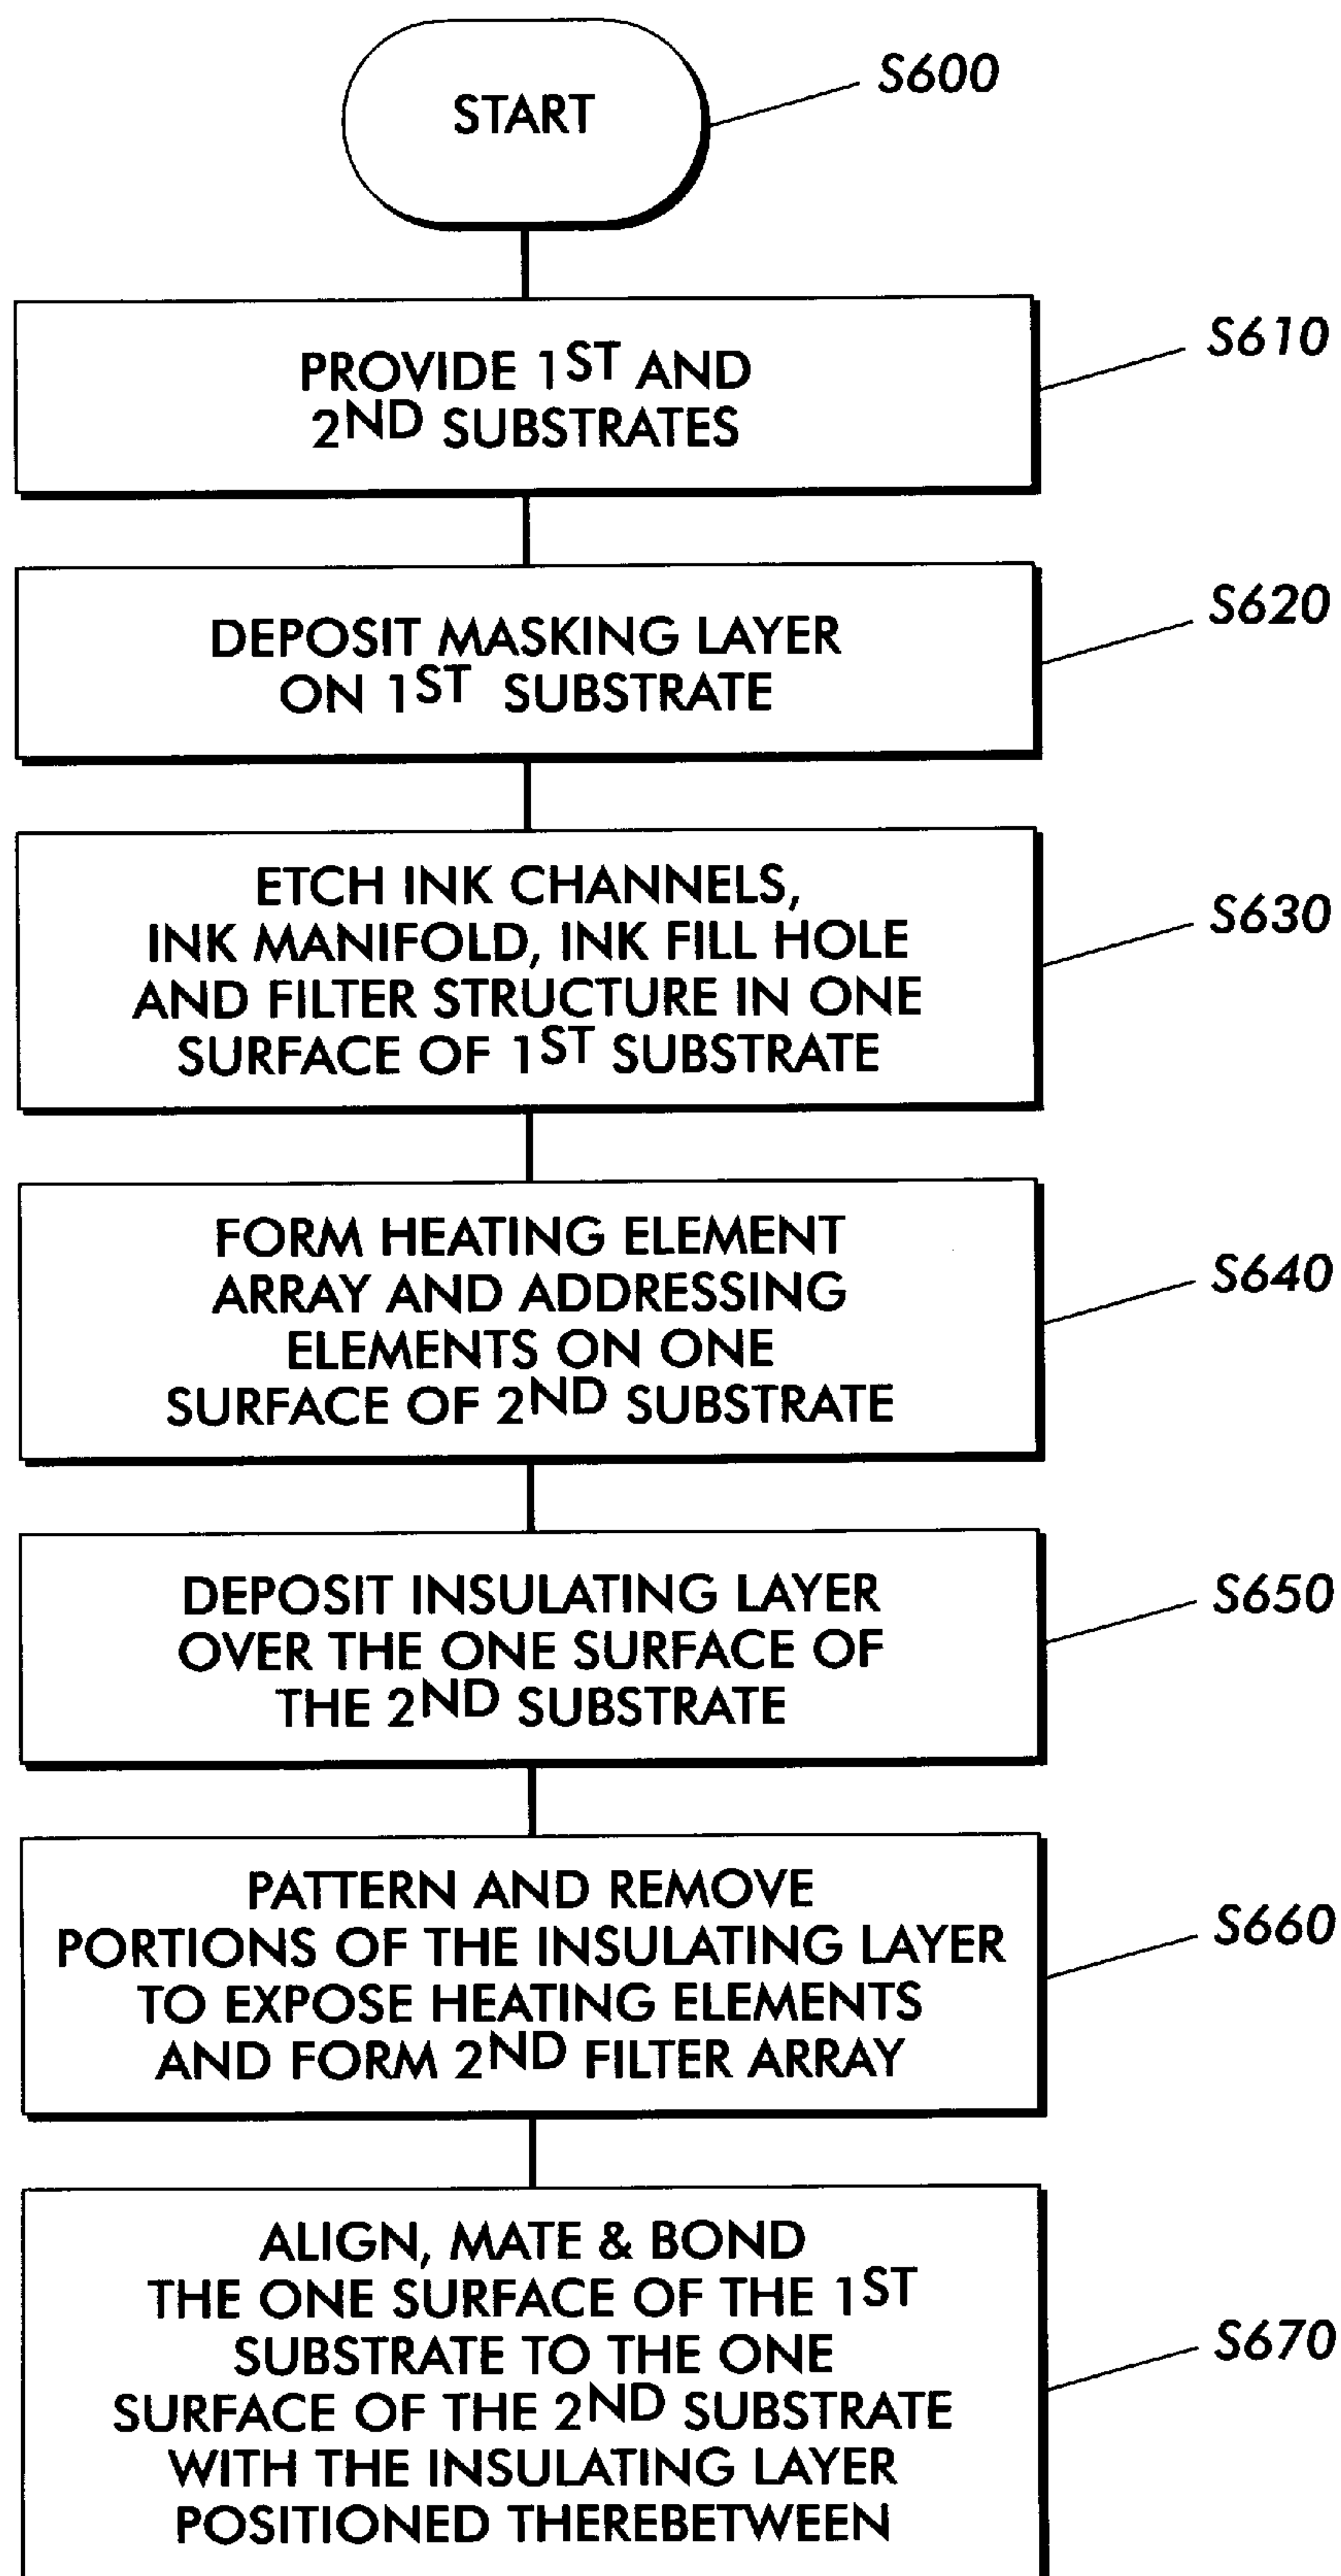 START
S600
PROVIDE 1ST AND
2ND SUBSTRATES
S610
DEPOSIT MASKING LAYER
ON 1ST SUBSTRATE
S620
ETCH INK CHANNELS,
INK MANIFOLD, INK FILL HOLE
AND FILTER STRUCTURE IN ONE
SURFACE OF 1ST SUBSTRATE
S630
FORM HEATING ELEMENT
ARRAY AND ADDRESSING
ELEMENTS ON ONE
SURFACE OF 2ND SUBSTRATE
S640
DEPOSIT INSULATING LAYER
OVER THE ONE SURFACE OF
THE 2ND SUBSTRATE
S650
PATTERN AND REMOVE
PORTIONS OF THE INSULATING LAYER
TO EXPOSE HEATING ELEMENTS
AND FORM 2ND FILTER ARRAY
S660
ALIGN, MATE & BOND
THE ONE SURFACE OF THE 1ST
SUBSTRATE TO THE ONE
SURFACE OF THE 2ND SUBSTRATE
WITH THE INSULATING LAYER
POSITIONED THEREBETWEEN
S670